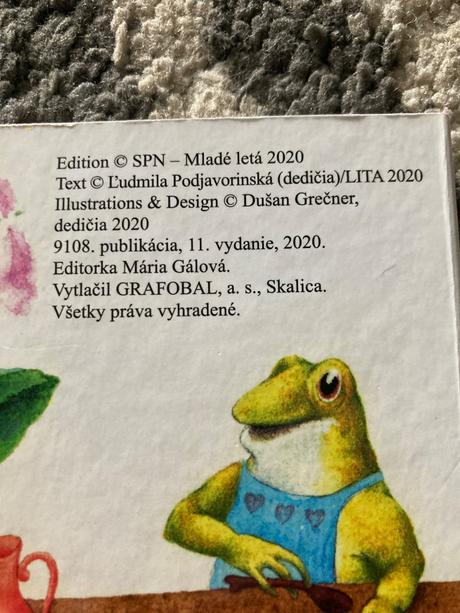 Edition © SPN – Mladé letá 2020
Text © Ľudmila Podjavorinská (dedičia)/LITA 2020
Illustrations & Design © Dušan Grečner,
dedičia 2020
9108. publikácia, 11. vydanie, 2020.
Editorka Mária Gálová.
Vytlačil GRAFOBAL, a. s., Skalica.
Všetky práva vyhradené.